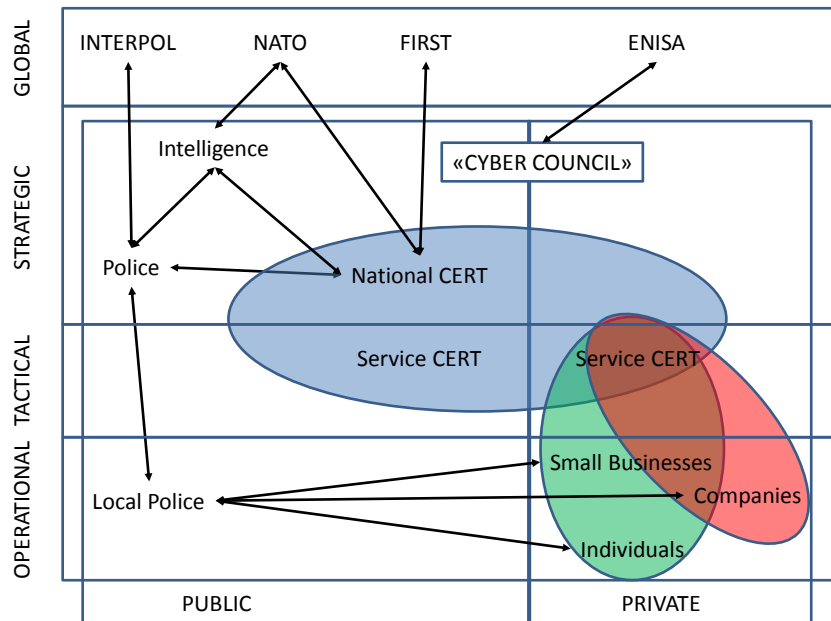 GLOBAL
INTERPOL
NATO
FIRST
ENISA
STRATEGIC
Intelligence
«CYBER COUNCIL»
Police
National CERT
TACTICAL
Service CERT
Service CERT
OPERATIONAL
Small Businesses
Local Police
Companies
Individuals
PUBLIC
PRIVATE